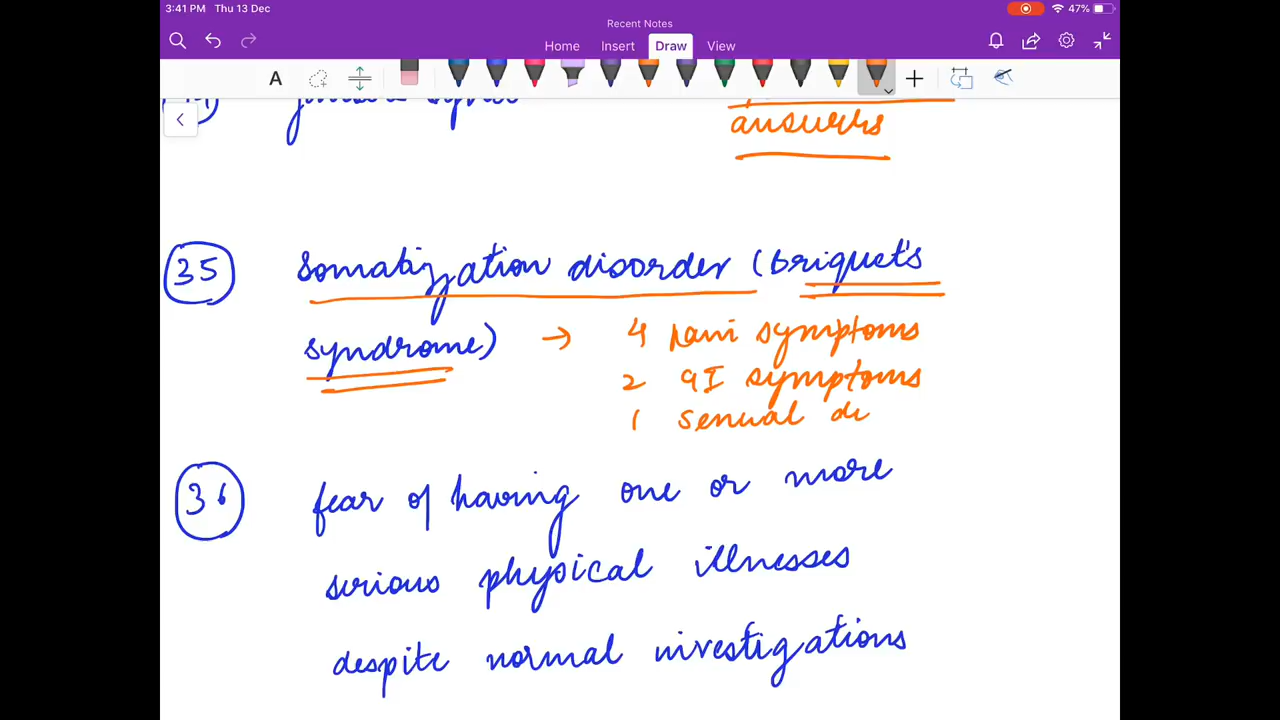 3:41 PM Thu 13 Dec
47%
Recent Notes
Home Insert Draw View
A
answers
35 Somatization disorder (briquet's
syndrome) → 4 pain symptoms
2 GI symptoms
1 sexual di
36 fear of having one or more
serious physical illnesses
despite normal investigations